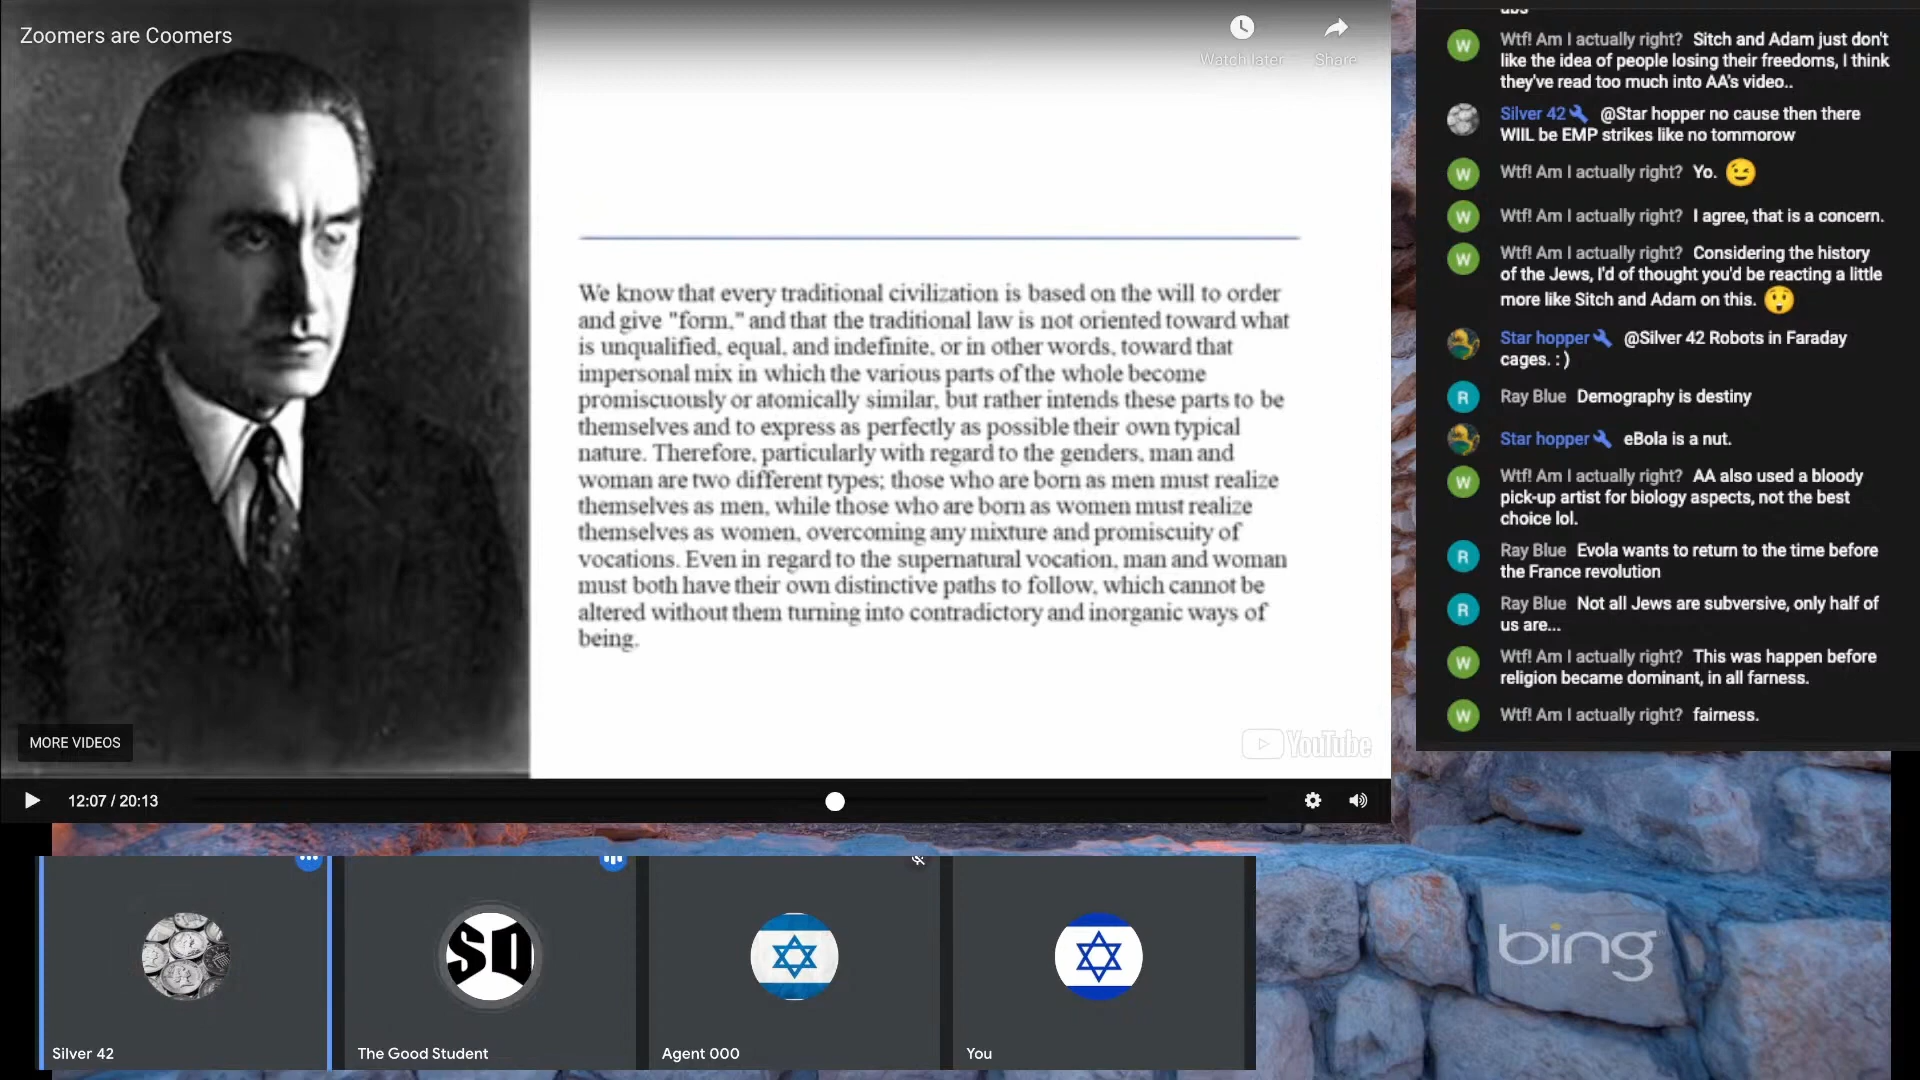 Zoomers are Coomers
Watch later
Share
We know that every traditional civilization is based on the will to order
and give "form," and that the traditional law is not oriented toward what
is unqualified, equal, and indefinite, or in other words, toward that
impersonal mix in which the various parts of the whole become
promiscuously or atomically similar, but rather intends these parts to be
themselves and to express as perfectly as possible their own typical
nature. Therefore, particularly with regard to the genders, man and
woman are two different types; those who are born as men must realize
themselves as men, while those who are born as women must realize
themselves as women, overcoming any mixture and promiscuity of
vocations. Even in regard to the supernatural vocation, man and woman
must both have their own distinctive paths to follow, which cannot be
altered without them turning into contradictory and inorganic ways of
being.
MORE VIDEOS
YouTube
12:07 / 20:13
W Wtf! Am I actually right? Sitch and Adam just don't
like the idea of people losing their freedoms, I think
they've read too much into AA's video..
Silver 42 @Star hopper no cause then there
WIIL be EMP strikes like no tommorow
W Wtf! Am I actually right? Yo. 😉
W Wtf! Am I actually right? I agree, that is a concern.
W Wtf! Am I actually right? Considering the history
of the Jews, I'd of thought you'd be reacting a little
more like Sitch and Adam on this. 😲
Star hopper @Silver 42 Robots in Faraday
cages. : )
R Ray Blue Demography is destiny
Star hopper eBola is a nut.
W Wtf! Am I actually right? AA also used a bloody
pick-up artist for biology aspects, not the best
choice lol.
R Ray Blue Evola wants to return to the time before
the France revolution
R Ray Blue Not all Jews are subversive, only half of
us are...
W Wtf! Am I actually right? This was happen before
religion became dominant, in all farness.
W Wtf! Am I actually right? fairness.
SD
Silver 42
The Good Student
Agent 000
You
bing